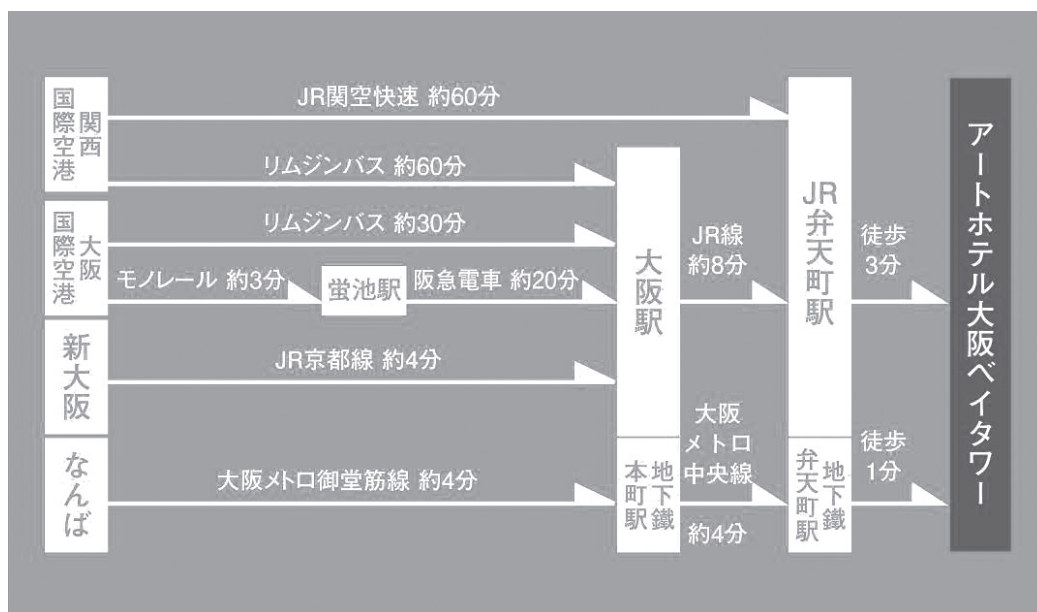 関西
国際空港
JR関空快速 約60分
リムジンバス 約60分
大阪
国際空港
リムジンバス 約30分
モノレール 約3分
蛍池駅
阪急電車 約20分
新大阪
JR京都線 約4分
なんば
大阪メトロ御堂筋線 約4分
大阪駅
地下鐵
本町駅
JR線
約8分
大阪
メトロ
中央線
約4分
JR弁天町駅
地下鐵
弁天町駅
徒歩
3分
徒歩
1分
アートホテル大阪ベイタワー